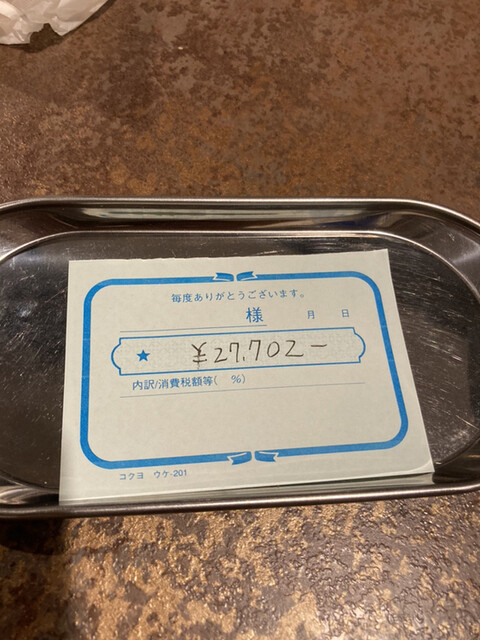 毎度ありがとうございます。
様 月 日
★ ¥27,702-
内訳/消費税額等( %)
コクヨ ウケ-201